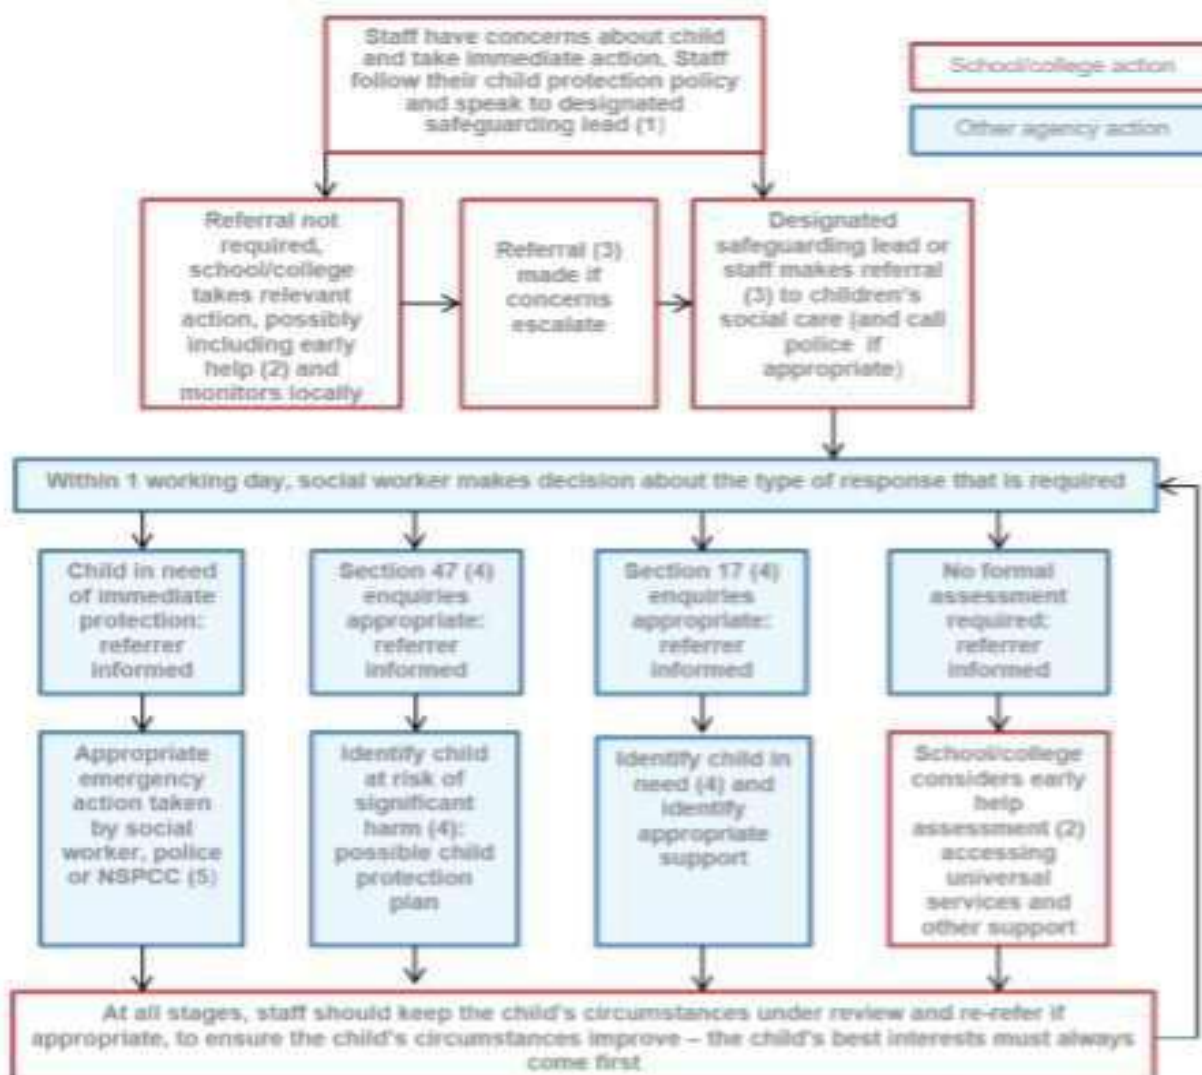 Staff have concerns about child
and take immediate action. Staff
follow their child protection policy
and speak to designated
safeguarding lead (1)
School/college action
Other agency action
Referral not
required,
school/college
takes relevant
action, possibly
including early
help (2) and
monitors locally
Referral (3)
made if
concerns
escalate
Designated
safeguarding lead or
staff makes referral
(3) to children's
social care (and call
police if
appropriate)
Within 1 working day, social worker makes decision about the type of response that is required
Child in need
of immediate
protection:
referrer
informed
Section 47 (4)
enquiries
appropriate:
referrer
informed
Section 17 (4)
enquiries
appropriate:
referrer
informed
No formal
assessment
required:
referrer
informed
Appropriate
emergency
action taken
by social
worker, police
or NSPCC (5)
Identify child
at risk of
significant
harm (4):
possible child
protection
plan
Identify child in
need (4) and
identify
appropriate
support
School/college
considers early
help
assessment (2)
accessing
universal
services and
other support
At all stages, staff should keep the child's circumstances under review and re-refer if
appropriate, to ensure the child's circumstances improve – the child's best interests must always
come first